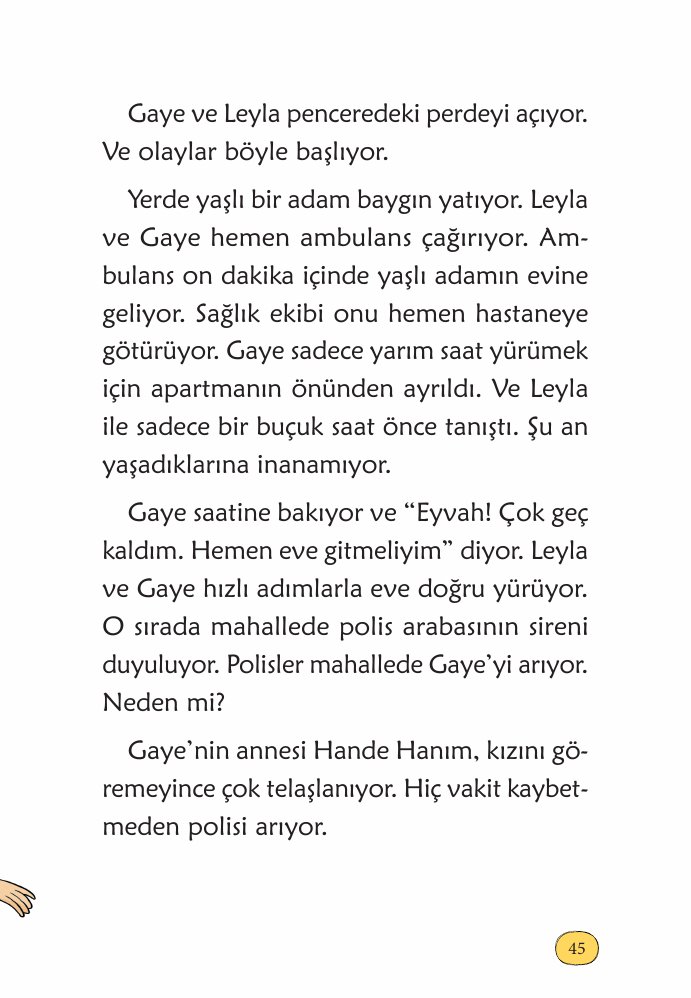 Gaye ve Leyla penceredeki perdeyi açıyor.
Ve olaylar böyle başlıyor.
Yerde yaşlı bir adam baygın yatıyor. Leyla
ve Gaye hemen ambulans çağırıyor. Am-
bulans on dakika içinde yaşlı adamın evine
geliyor. Sağlık ekibi onu hemen hastaneye
götürüyor. Gaye sadece yarım saat yürümek
için apartmanın önünden ayrıldı. Ve Leyla
ile sadece bir buçuk saat önce tanıştı. Şu an
yaşadıklarına inanamıyor.
Gaye saatine bakıyor ve “Eyvah! Çok geç
kaldım. Hemen eve gitmeliyim” diyor. Leyla
ve Gaye hızlı adımlarla eve doğru yürüyor.
O sırada mahallede polis arabasının sireni
duyuluyor. Polisler mahallede Gaye’yi arıyor.
Neden mi?
Gaye’nin annesi Hande Hanım, kızını gö-
remeyince çok telaşlanıyor. Hiç vakit kaybet-
meden polisi arıyor.
45